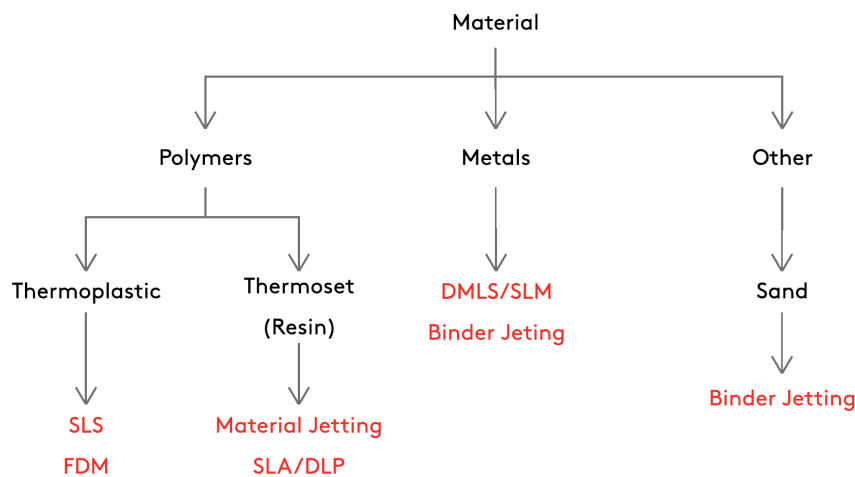 Material
Polymers
Metals
Other
Thermoplastic
Thermoset
(Resin)
DMLS/SLM
Binder Jeting
Sand
SLS
FDM
Material Jetting
SLA/DLP
Binder Jetting